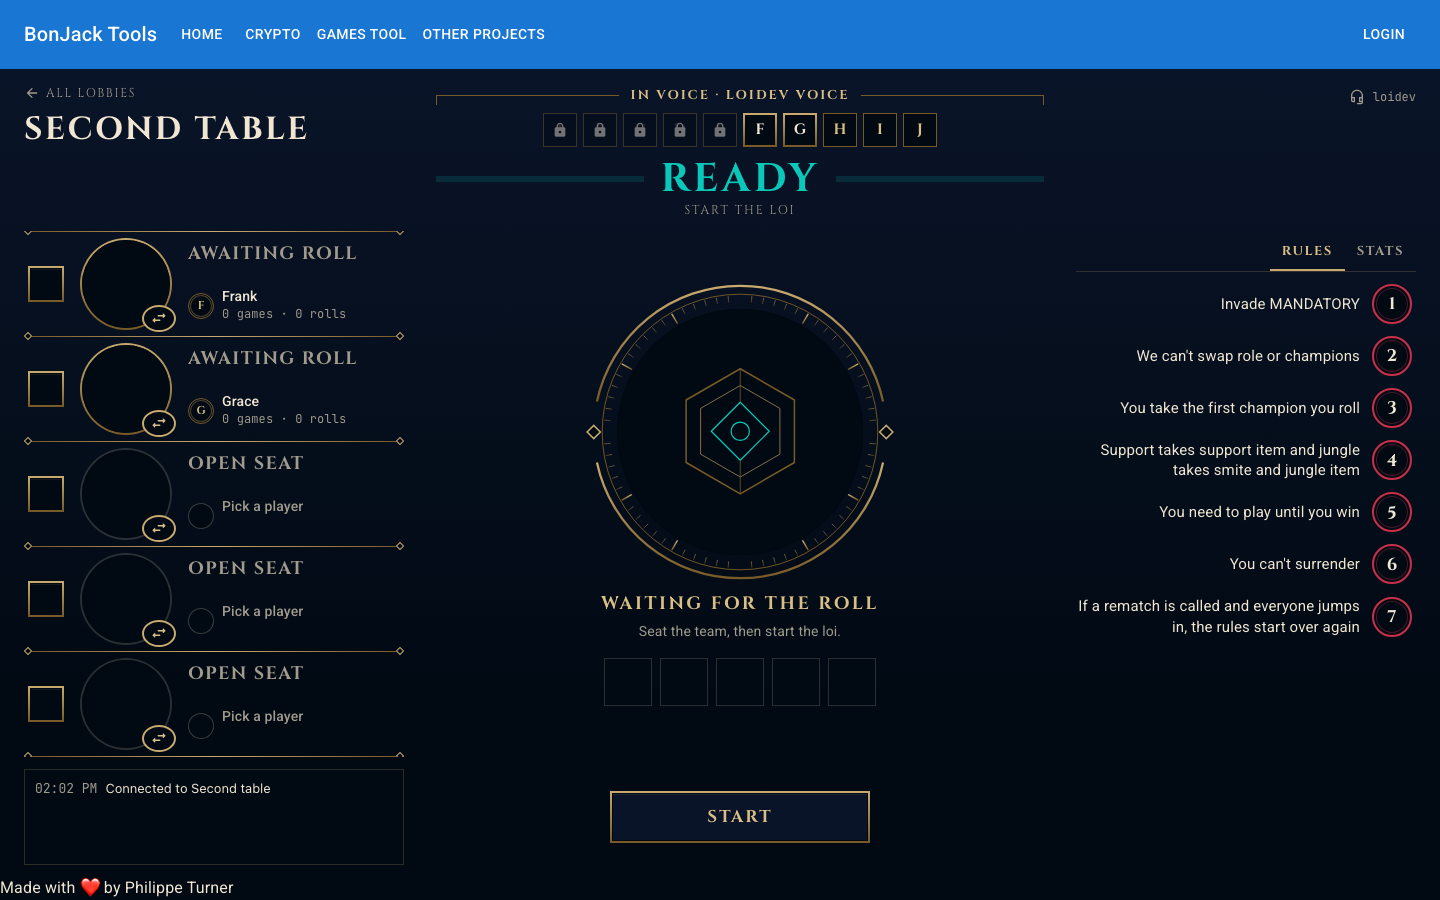 BonJack Tools HOME CRYPTO GAMES TOOL OTHER PROJECTS LOGIN
ALL LOBBIES
SECOND TABLE
IN VOICE · LOIDEV VOICE
loidev
F G H I J
READY
START THE LOI
AWAITING ROLL
F Frank
0 games · 0 rolls
AWAITING ROLL
G Grace
0 games · 0 rolls
OPEN SEAT
Pick a player
OPEN SEAT
Pick a player
OPEN SEAT
Pick a player
02:02 PM Connected to Second table
WAITING FOR THE ROLL
Seat the team, then start the loi.
START
RULES STATS
Invade MANDATORY 1
We can't swap role or champions 2
You take the first champion you roll 3
Support takes support item and jungle
takes smite and jungle item 4
You need to play until you win 5
You can't surrender 6
If a rematch is called and everyone jumps
in, the rules start over again 7
Made with ❤️ by Philippe Turner